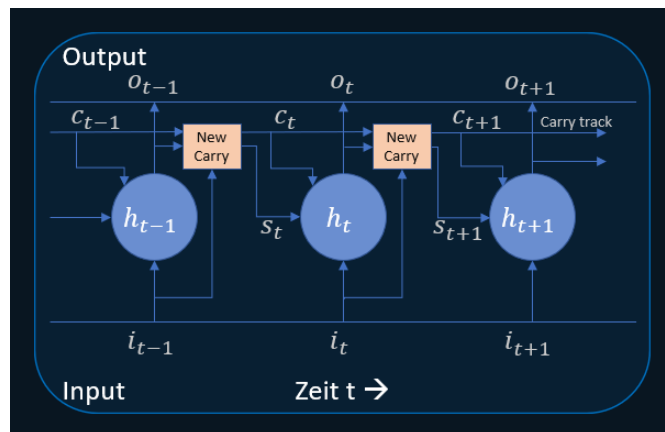 Output
o_{t-1} o_t o_{t+1}
c_{t-1} New Carry c_t New Carry c_{t+1} Carry track
h_{t-1} s_t h_t s_{t+1} h_{t+1}
i_{t-1} i_t i_{t+1}
Input Zeit t →